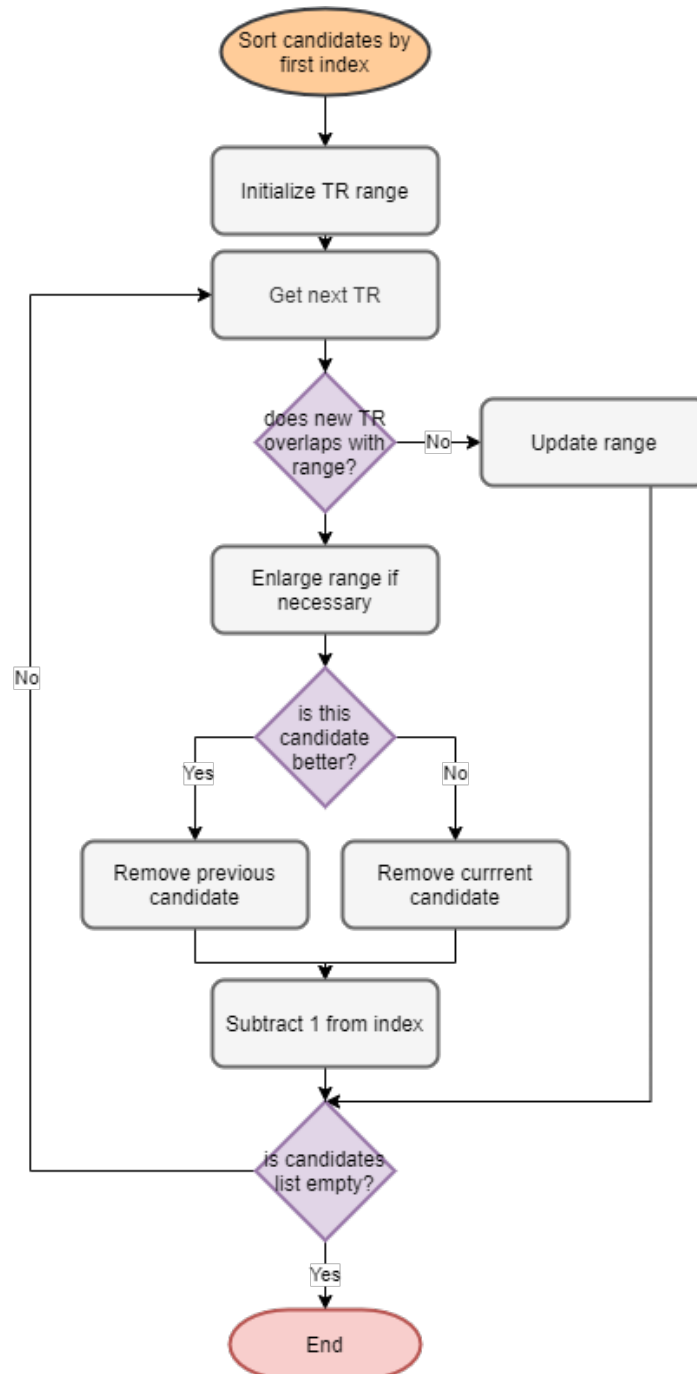 Sort candidates by
first index
Initialize TR range
Get next TR
does new TR
overlaps with
range?
No
Update range
Enlarge range if
necessary
No
is this
candidate
better?
Yes
No
Remove previous
candidate
Remove currrent
candidate
Subtract 1 from index
is candidates
list empty?
Yes
End